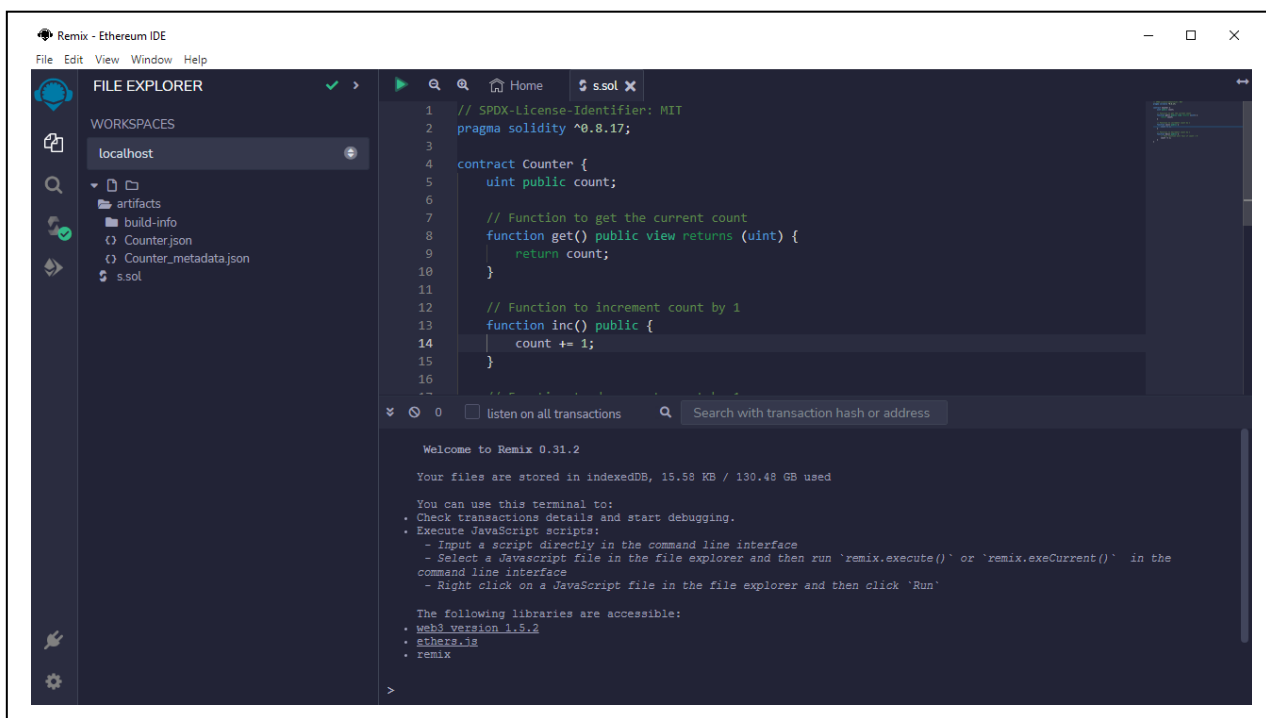 Remix - Ethereum IDE
File Edit View Window Help
FILE EXPLORER
WORKSPACES
localhost
artifacts
build-info
Counter.json
Counter_metadata.json
s.sol
Home s.sol
1 // SPDX-License-Identifier: MIT
2 pragma solidity ^0.8.17;
3
4 contract Counter {
5 uint public count;
6
7 // Function to get the current count
8 function get() public view returns (uint) {
9 return count;
10 }
11
12 // Function to increment count by 1
13 function inc() public {
14 count += 1;
15 }
16
0 listen on all transactions Search with transaction hash or address
Welcome to Remix 0.31.2
Your files are stored in indexedDB, 15.58 KB / 130.48 GB used
You can use this terminal to:
• Check transactions details and start debugging.
• Execute JavaScript scripts:
- Input a script directly in the command line interface
- Select a Javascript file in the file explorer and then run `remix.execute()` or `remix.exeCurrent()` in the
command line interface
- Right click on a JavaScript file in the file explorer and then click `Run`
The following libraries are accessible:
• web3 version 1.5.2
• ethers.js
• remix
>